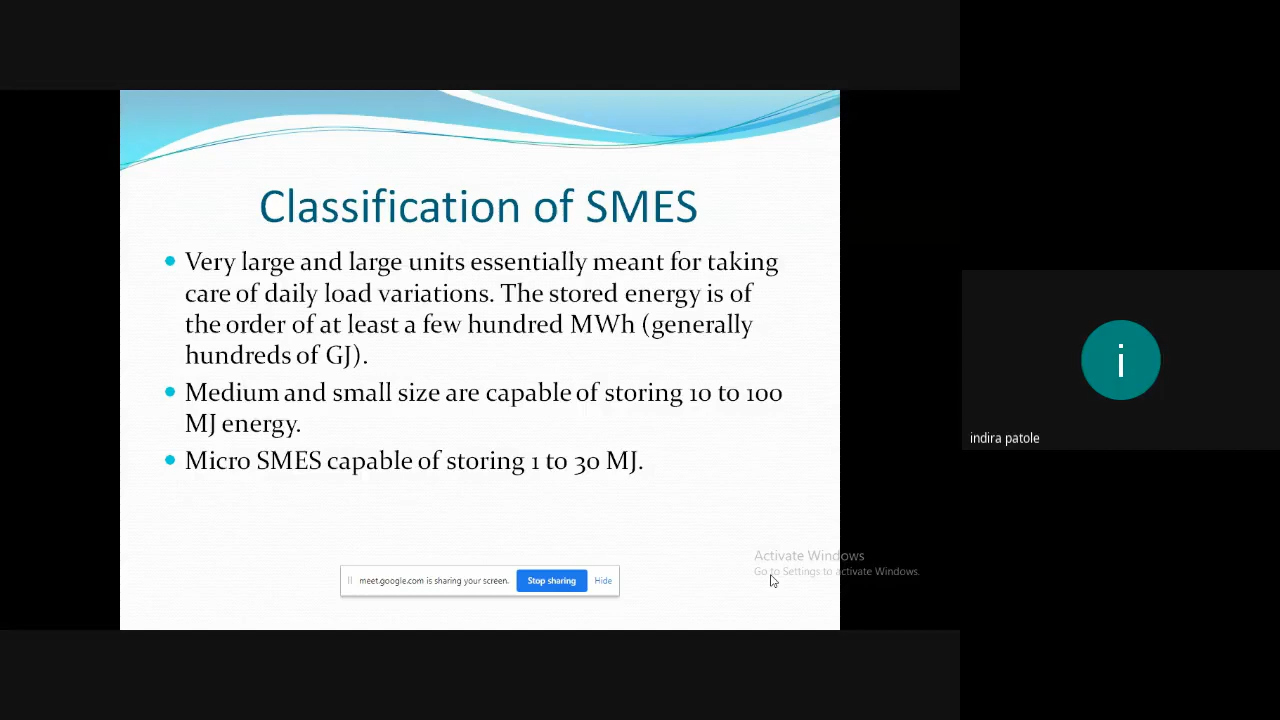 Classification of SMES
Very large and large units essentially meant for taking
care of daily load variations. The stored energy is of
the order of at least a few hundred MWh (generally
hundreds of GJ).
Medium and small size are capable of storing 10 to 100
MJ energy.
Micro SMES capable of storing 1 to 30 MJ.
i
indira patole
Activate Windows
Go to Settings to activate Windows.
meet.google.com is sharing your screen. Stop sharing Hide